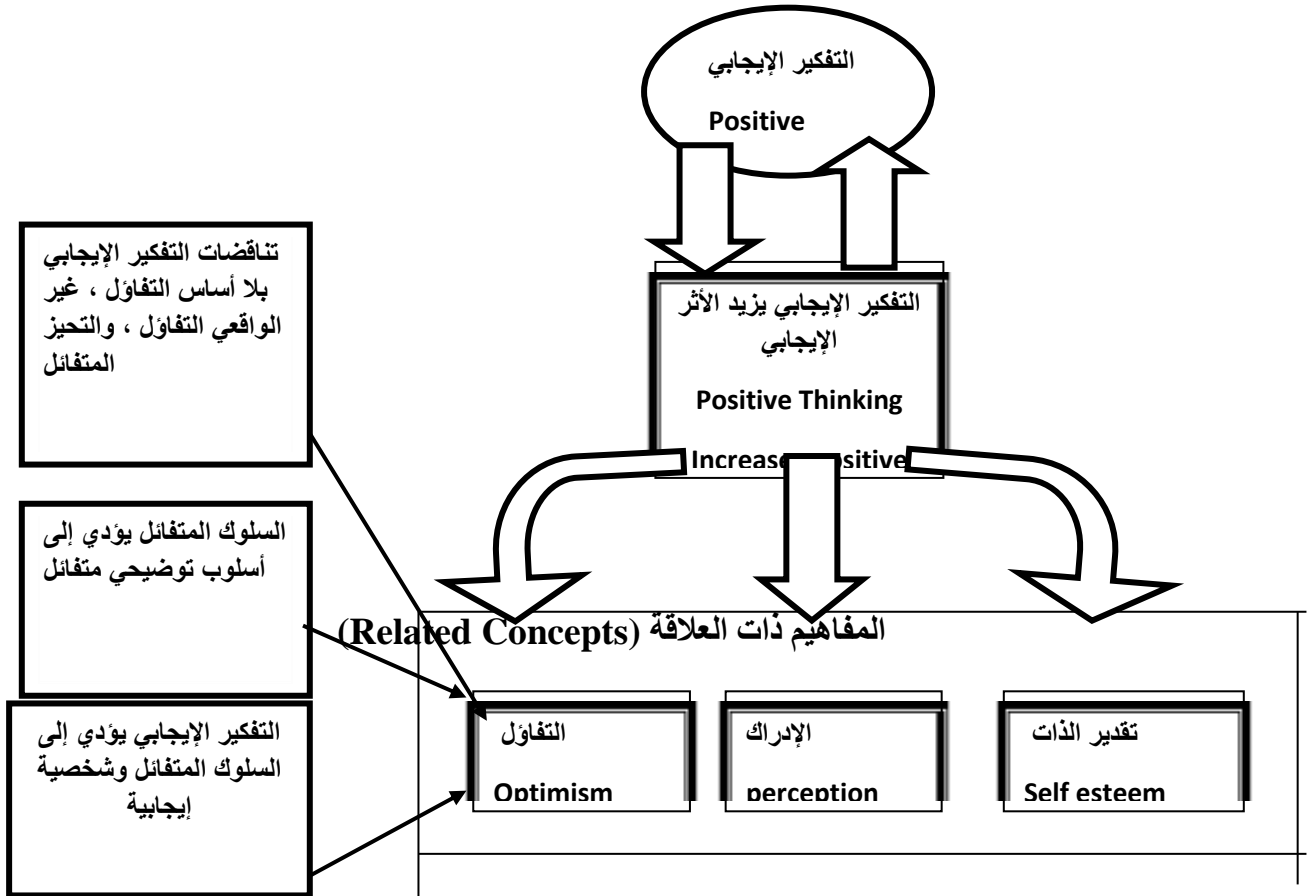 التفكير الإيجابي
Positive
التفكير الإيجابي يزيد الأثر
الإيجابي
Positive Thinking
تناقضات التفكير الإيجابي
بلا أساس التفاؤل ، غير
الواقعي التفاؤل ، والتحيز
المتفائل
السلوك المتفائل يؤدي إلى
أسلوب توضيحي متفائل
التفكير الإيجابي يؤدي إلى
السلوك المتفائل وشخصية
إيجابية
المفاهيم ذات العلاقة (Related Concepts)
التفاؤل
Optimism
الإدراك
perception
تقدير الذات
Self esteem